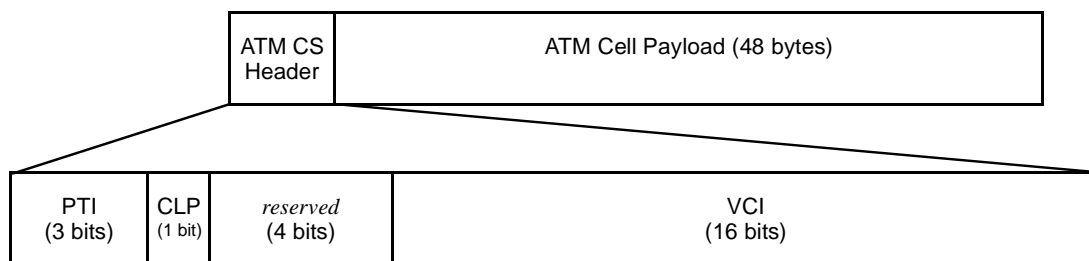 ATM CS
Header
ATM Cell Payload (48 bytes)
PTI
(3 bits)
CLP
(1 bit)
reserved
(4 bits)
VCI
(16 bits)